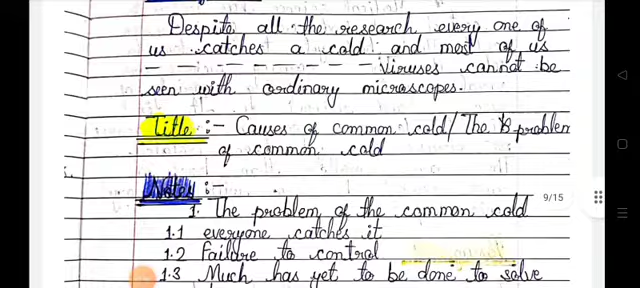 Despite all the research every one of
us catches a cold and most of us
— — — — — — — — Viruses cannot be
seen with ordinary microscopes.
Title :- Causes of common cold/The problem
of common cold
Notes :-
1. The problem of the common cold
9/15
1.1 everyone catches it
1.2 Failure to control
1.3 Much has yet to be done to solve